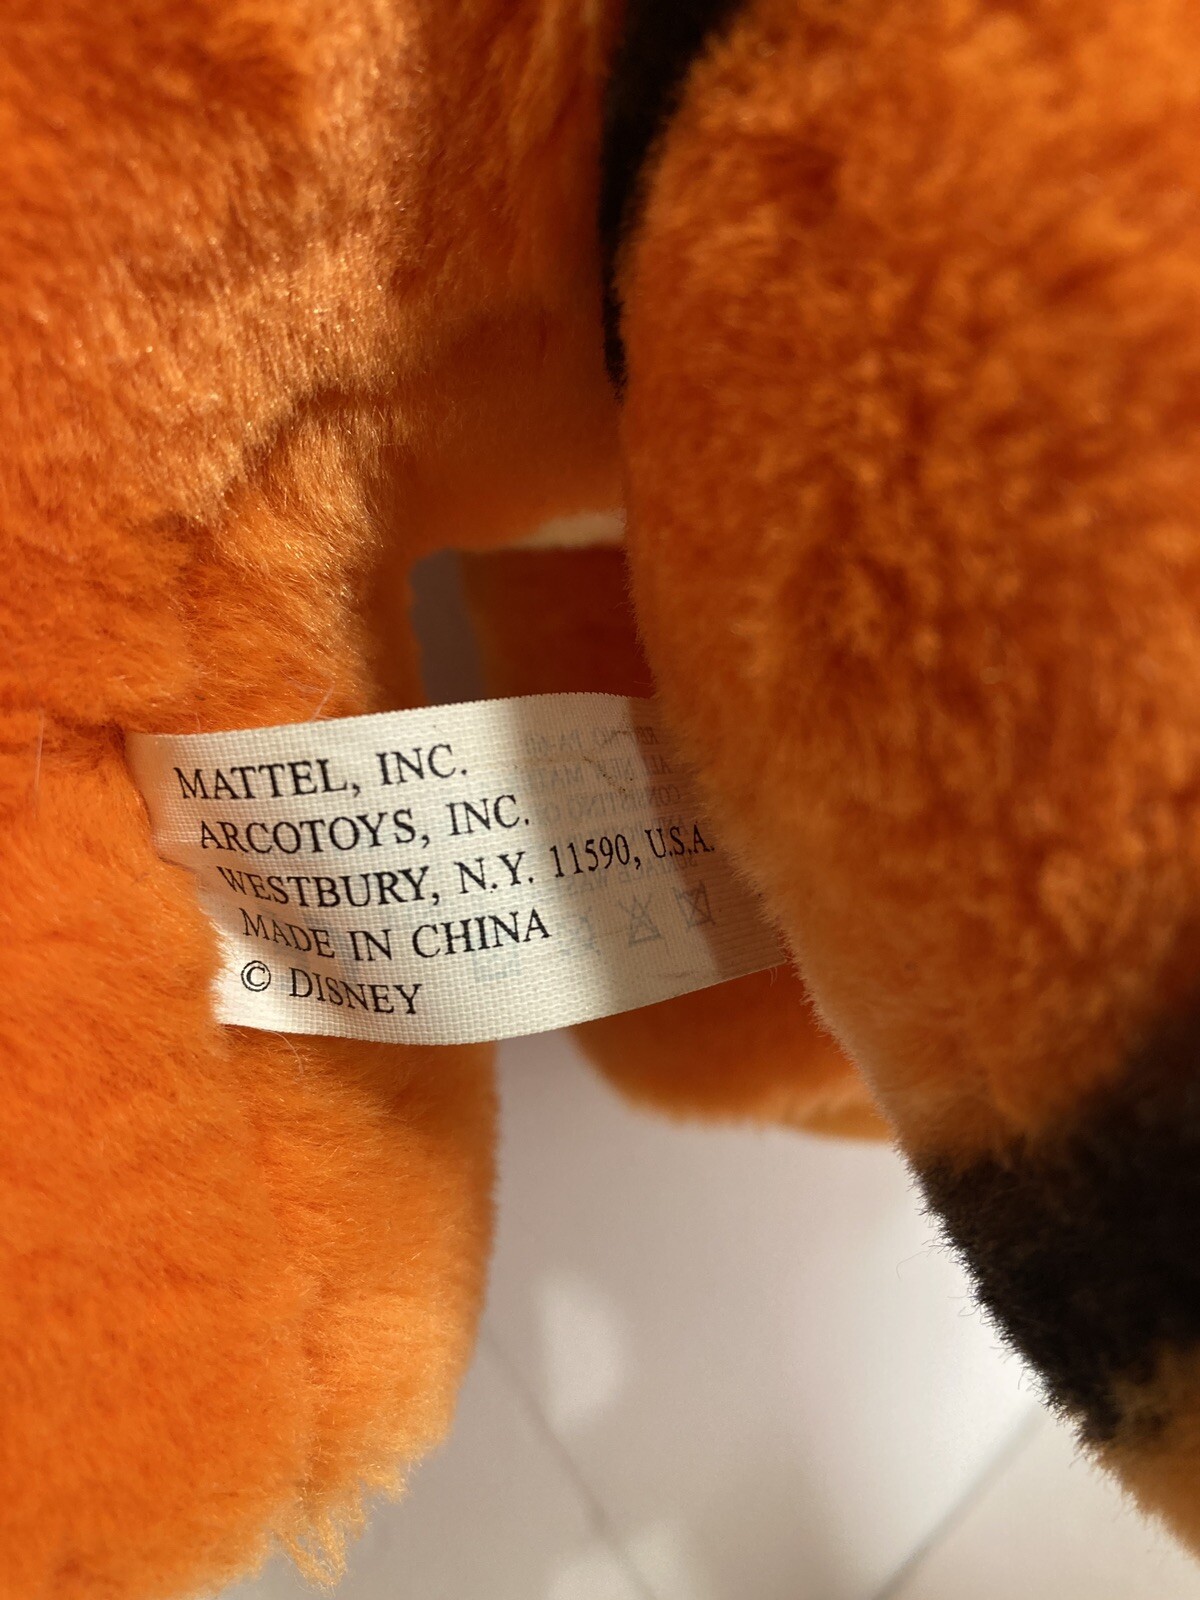 MATTEL, INC.
ARCOTOYS, INC.
WESTBURY, N.Y. 11590, U.S.A.
MADE IN CHINA
© DISNEY